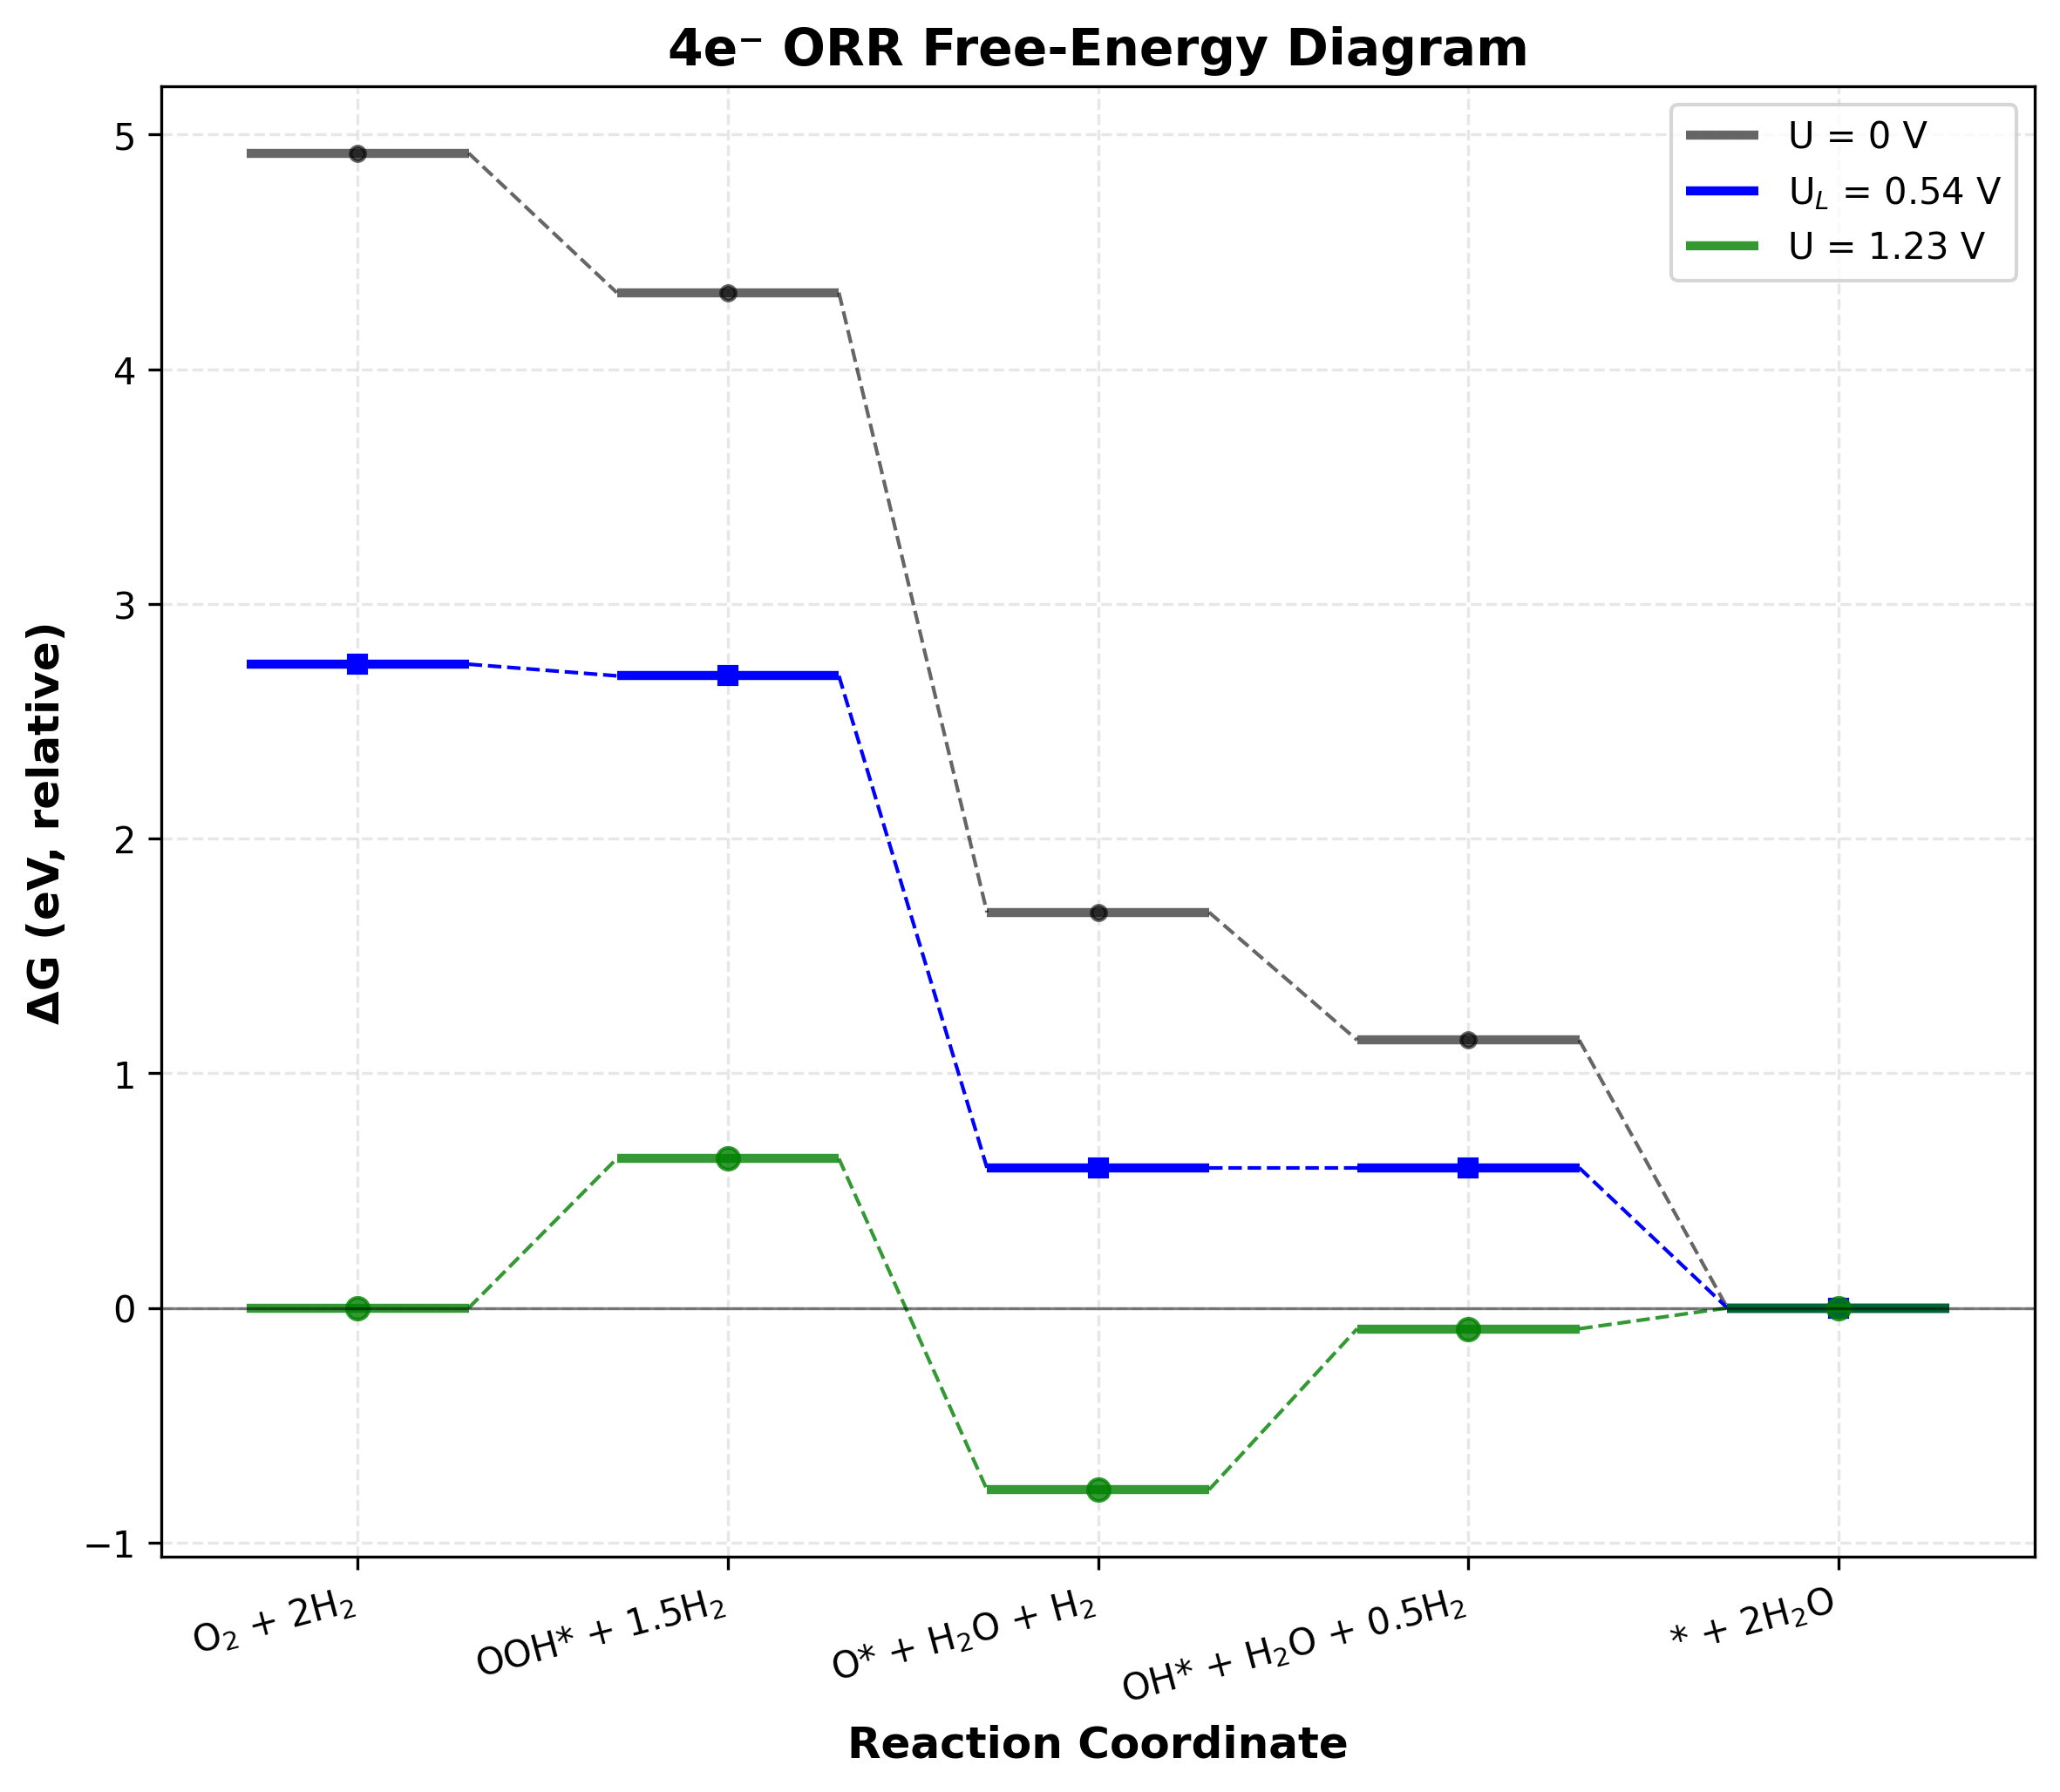 4e⁻ ORR Free-Energy Diagram
U = 0 V
U_L = 0.54 V
U = 1.23 V
ΔG (eV, relative)
5
4
3
2
1
0
−1
O₂ + 2H₂
OOH* + 1.5H₂
O* + H₂O + H₂
OH* + H₂O + 0.5H₂
* + 2H₂O
Reaction Coordinate